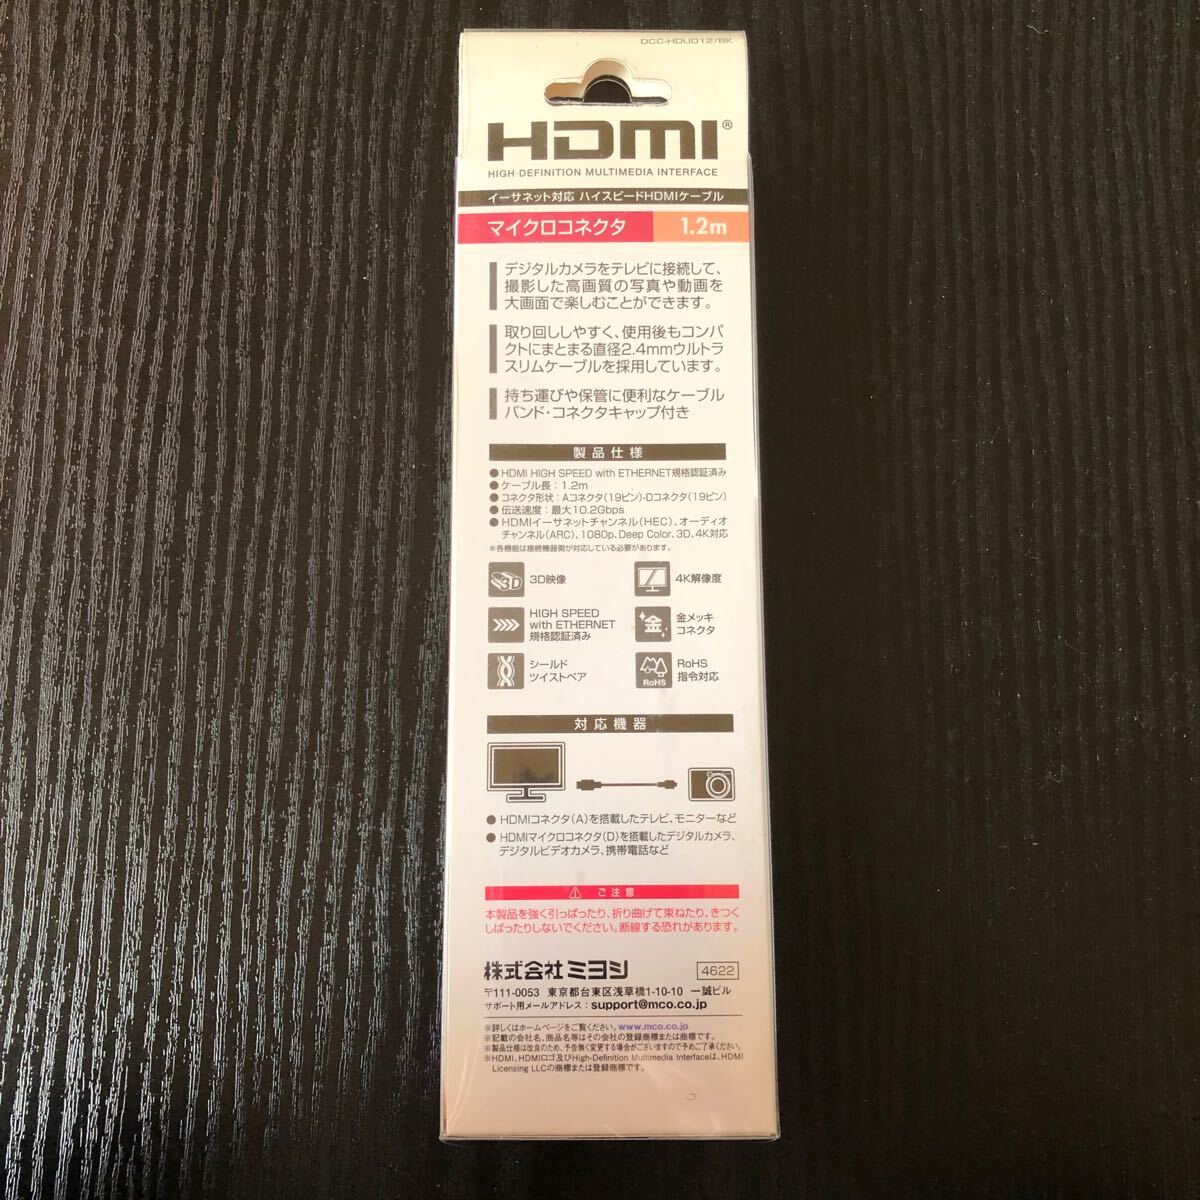 DCC-HDUD12/BK
HDMI®
HIGH-DEFINITION MULTIMEDIA INTERFACE
イーサネット対応 ハイスピードHDMIケーブル
マイクロコネクタ 1.2m
デジタルカメラをテレビに接続して、
撮影した高画質の写真や動画を
大画面で楽しむことができます。
取り回ししやすく、使用後もコンパ
クトにまとまる直径2.4mmウルトラ
スリムケーブルを採用しています。
持ち運びや保管に便利なケーブル
バンド・コネクタキャップ付き
製品仕様
●HDMI HIGH SPEED with ETHERNET規格認証済み
●ケーブル長：1.2m
●コネクタ形状：Aコネクタ（19ピン）-Dコネクタ（19ピン）
●伝送速度：最大10.2Gbps
●HDMIイーサネットチャンネル（HEC）、オーディオ
チャンネル（ARC）、1080p、Deep Color、3D、4K対応
※各機能は接続機器側が対応している必要があります。
3D 3D映像
4K解像度
HIGH SPEED
with ETHERNET
規格認証済み
金 金メッキ
コネクタ
シールド
ツイストペア
RoHS RoHS
指令対応
対応機器
●HDMIコネクタ（A）を搭載したテレビ、モニターなど
●HDMIマイクロコネクタ（D）を搭載したデジタルカメラ、
デジタルビデオカメラ、携帯電話など
⚠ ご注意
本製品を強く引っぱったり、折り曲げて束ねたり、きつく
しばったりしないでください。断線する恐れがあります。
株式会社ミヨシ 4622
〒111-0053 東京都台東区浅草橋1-10-10 一誠ビル
サポート用メールアドレス：support@mco.co.jp
※詳しくはホームページをご覧ください。www.mco.co.jp
※記載の会社名、商品名等はその会社の登録商標または商標です。
※製品仕様は改良のため、予告無く変更する場合がございますので予めご了承ください。
※HDMI、HDMIロゴ及びHigh-Definition Multimedia Interfaceは、HDMI
Licensing LLCの商標または登録商標です。